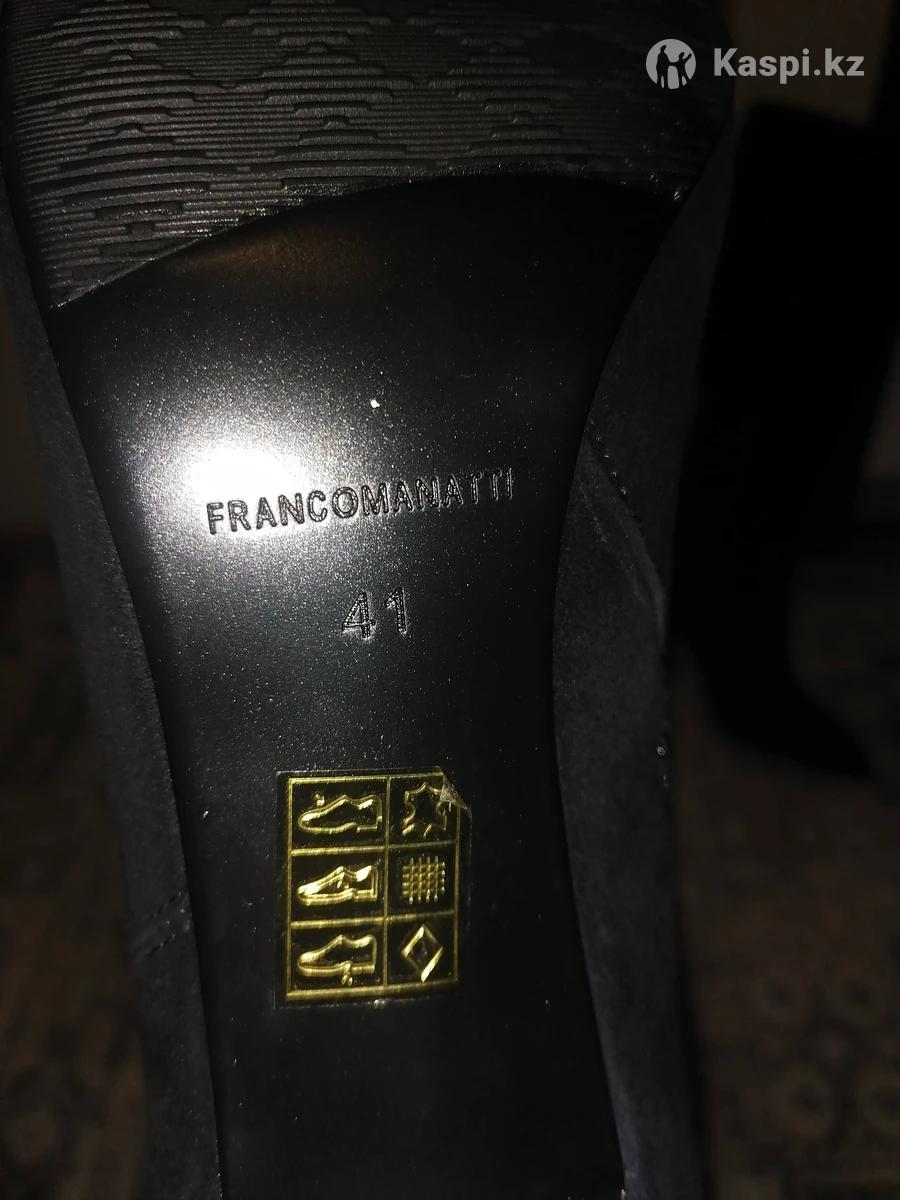 Kaspi.kz
FRANCOMANATTI
41